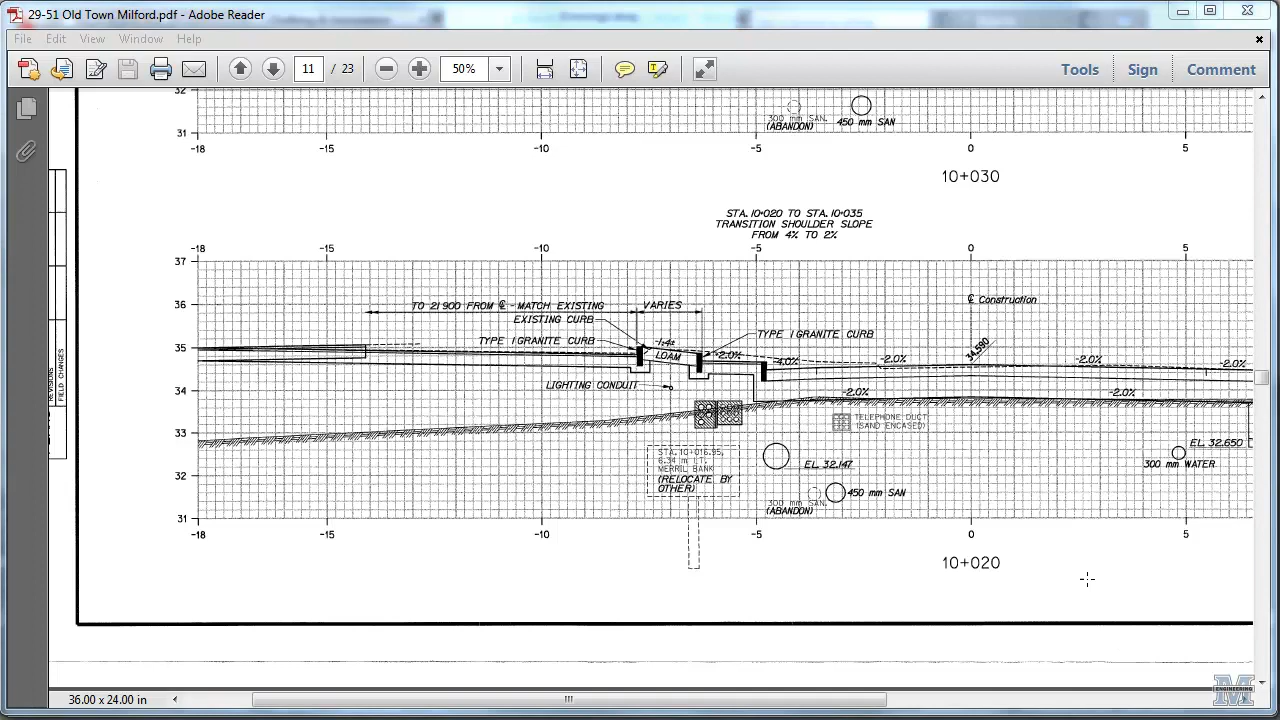 29-51 Old Town Milford.pdf - Adobe Reader
File Edit View Window Help
11 / 23 50% Tools Sign Comment
32
31
300 mm SAN.
(ABANDON)
450 mm SAN
-18 -15 -10 -5 0 5
10+030
STA. 10+020 TO STA. 10+035
TRANSITION SHOULDER SLOPE
FROM 4% TO 2%
-18 -15 -10 -5 0 5
37
36
35
34
33
32
31
TO 21.900 FROM ℄ - MATCH EXISTING
VARIES
EXISTING CURB
TYPE 1 GRANITE CURB
TYPE 1 GRANITE CURB
℄ Construction
34.590
LOAM
-2.0%
-4.0%
-2.0%
-2.0%
-2.0%
LIGHTING CONDUIT
-2.0%
-2.0%
TELEPHONE DUCT
(SAND ENCASED)
STA. 10+016.95,
6.34 m LT.
MERRIL BANK
(RELOCATE BY
OTHER)
EL. 32.147
300 mm SAN.
(ABANDON)
450 mm SAN
EL. 32.650
300 mm WATER
-18 -15 -10 -5 0 5
10+020
REVISIONS
FIELD CHANGES
36.00 x 24.00 in
ENGINEERING